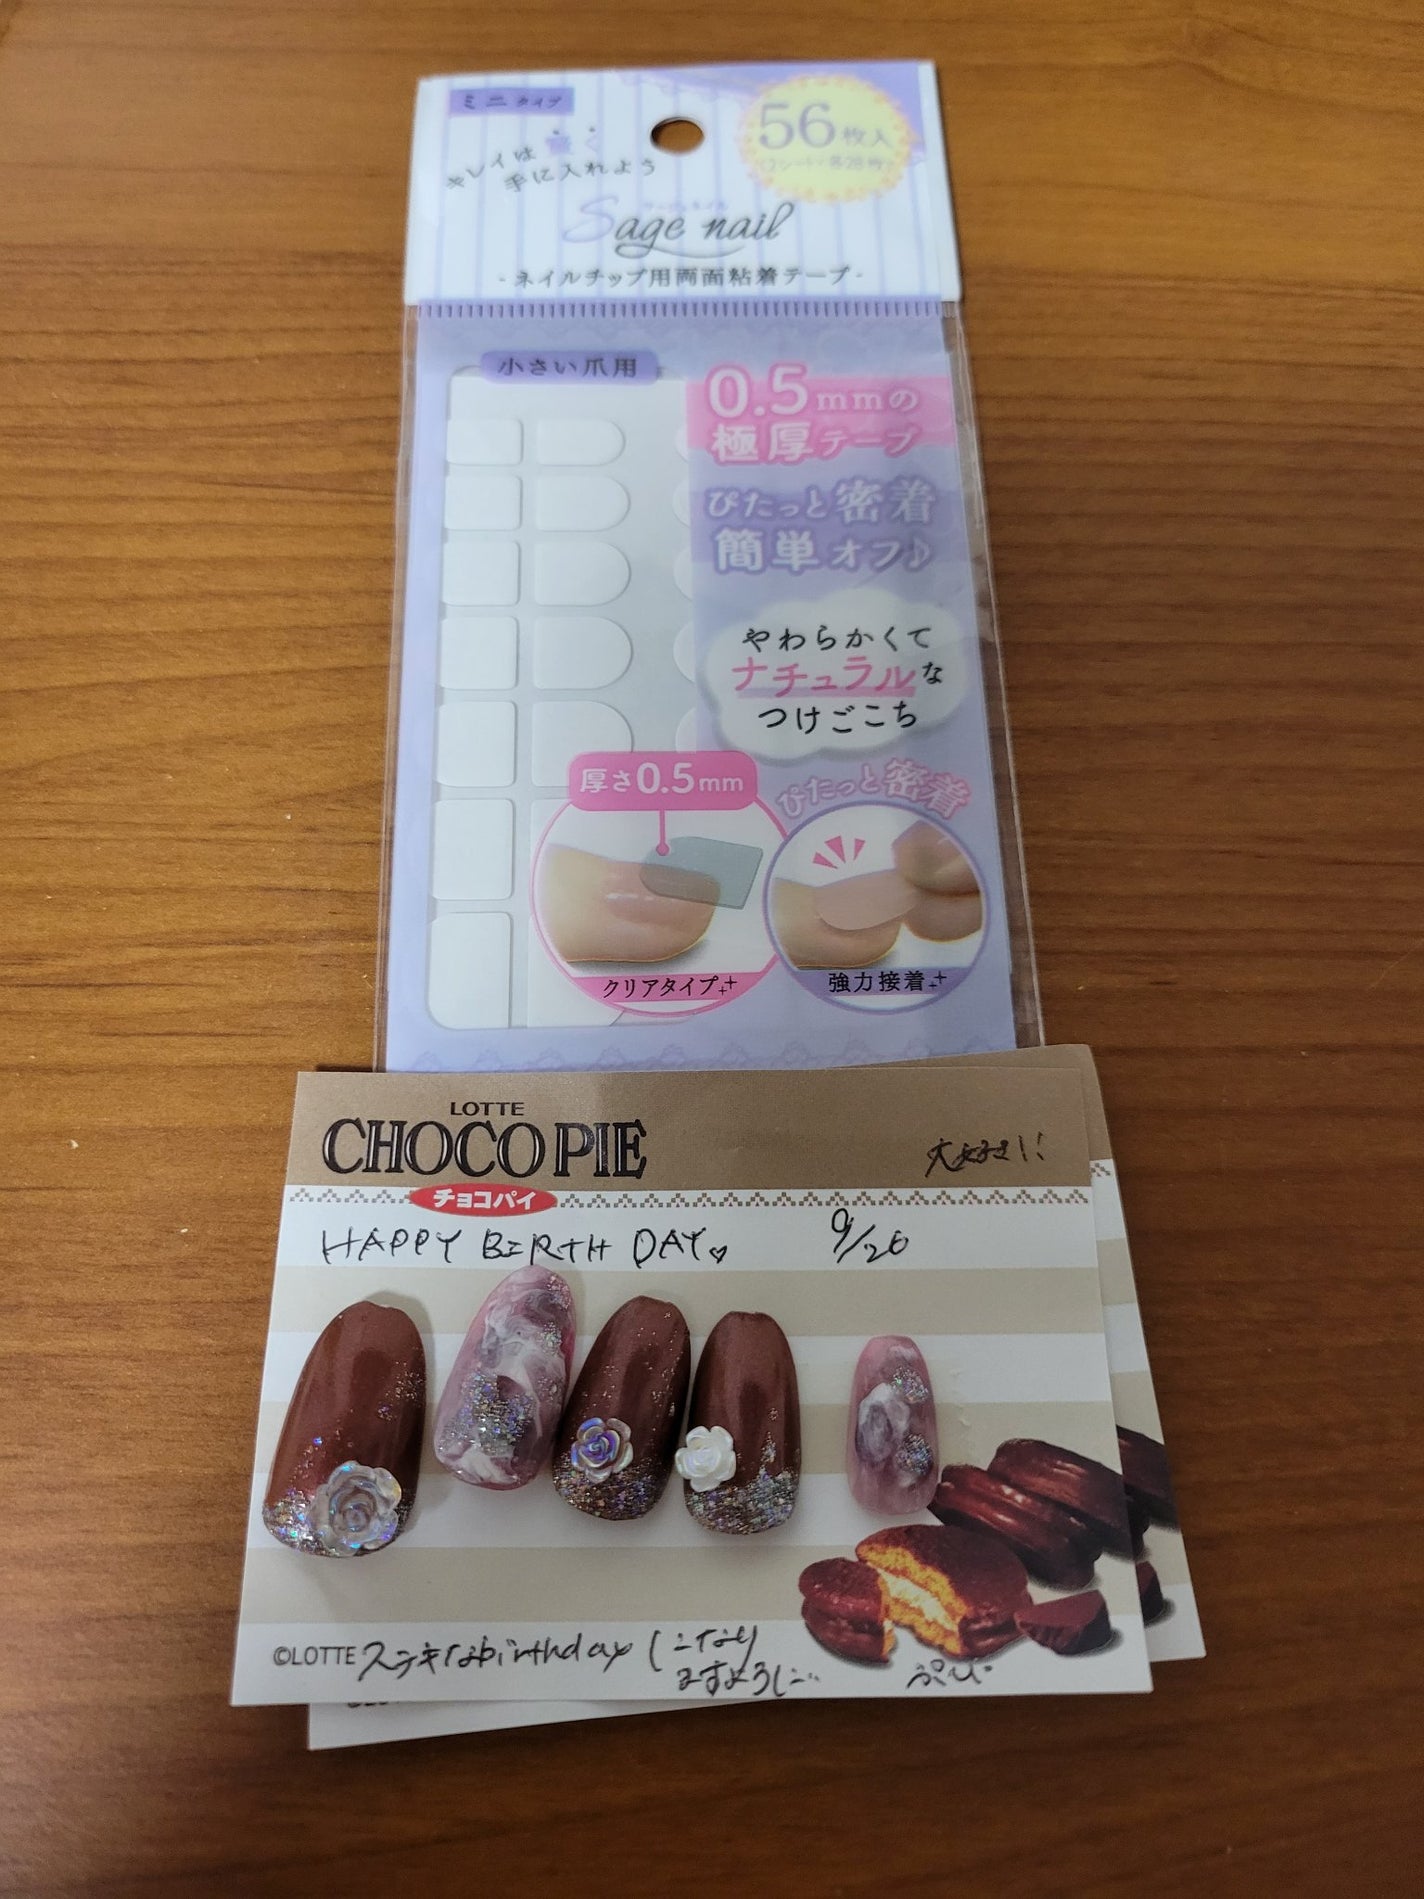 ミニタイプ
56枚入
キレイは
手に入れよう
Sage nail
-ネイルチップ用両面粘着テープ-
小さい爪用
0.5mmの
極厚テープ
ぴたっと密着
簡単オフ♪
やわらかくて
ナチュラルな
つけごこち
厚さ0.5mm
ぴたっと密着
クリアタイプ
強力接着
LOTTE
CHOCO PIE
大好き!!
チョコパイ
HAPPY BIRTH DAY♡ 9/26
©LOTTE ステキなbirthday になり
ますように